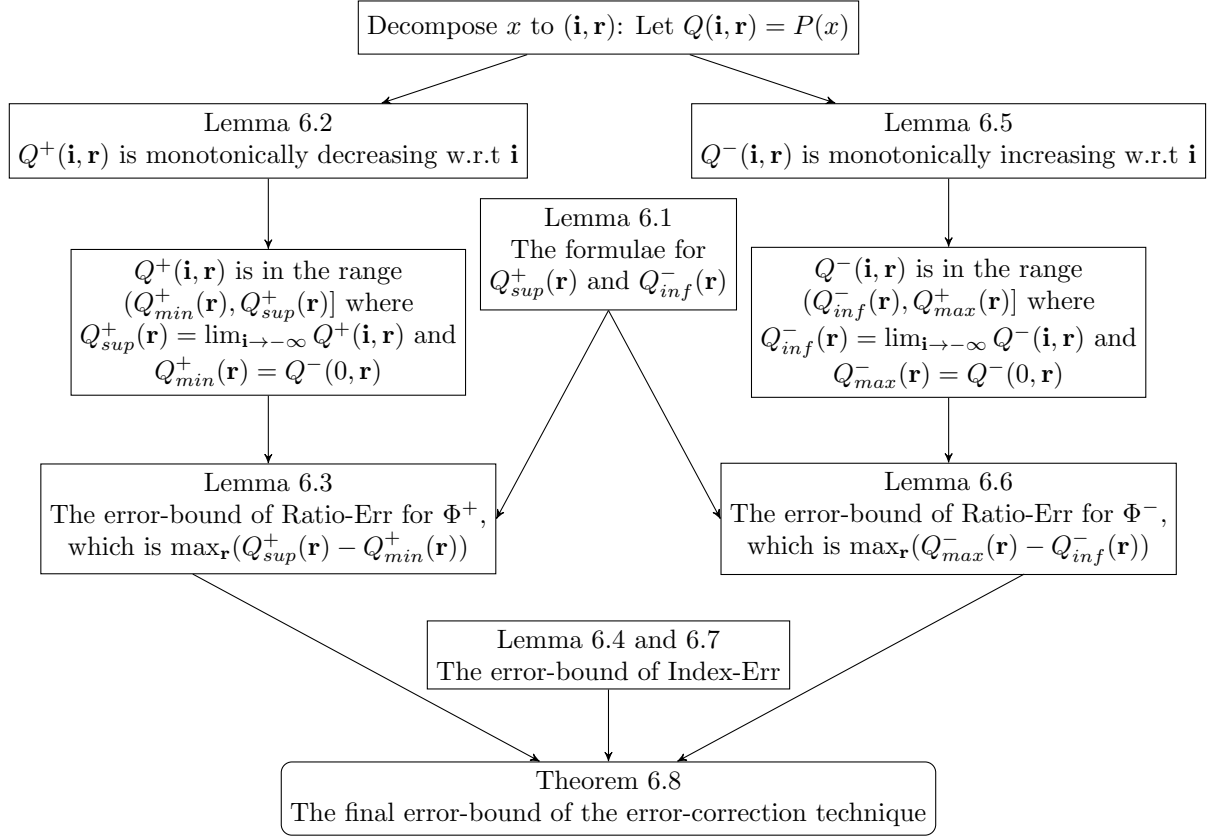 Decompose x to (i, r): Let Q(i, r) = P(x)
Lemma 6.2
Q⁺(i, r) is monotonically decreasing w.r.t i
Lemma 6.5
Q⁻(i, r) is monotonically increasing w.r.t i
Lemma 6.1
The formulae for
Q⁺_{sup}(r) and Q⁻_{inf}(r)
Q⁺(i, r) is in the range
(Q⁺_{min}(r), Q⁺_{sup}(r)] where
Q⁺_{sup}(r) = lim_{i→−∞} Q⁺(i, r) and
Q⁺_{min}(r) = Q⁻(0, r)
Q⁻(i, r) is in the range
(Q⁻_{inf}(r), Q⁺_{max}(r)] where
Q⁻_{inf}(r) = lim_{i→−∞} Q⁻(i, r) and
Q⁻_{max}(r) = Q⁻(0, r)
Lemma 6.3
The error-bound of Ratio-Err for Φ⁺,
which is max_r(Q⁺_{sup}(r) − Q⁺_{min}(r))
Lemma 6.6
The error-bound of Ratio-Err for Φ⁻,
which is max_r(Q⁻_{max}(r) − Q⁻_{inf}(r))
Lemma 6.4 and 6.7
The error-bound of Index-Err
Theorem 6.8
The final error-bound of the error-correction technique